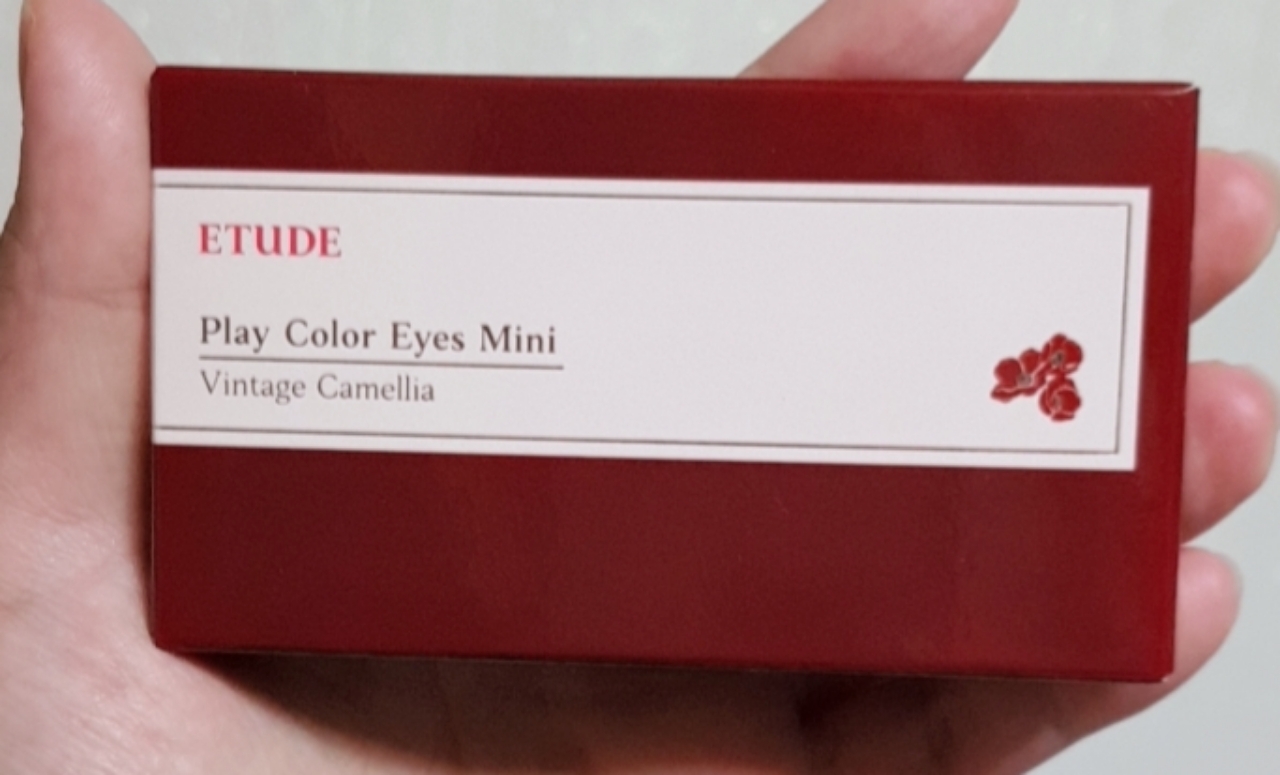 ETUDE
Play Color Eyes Mini
Vintage Camellia